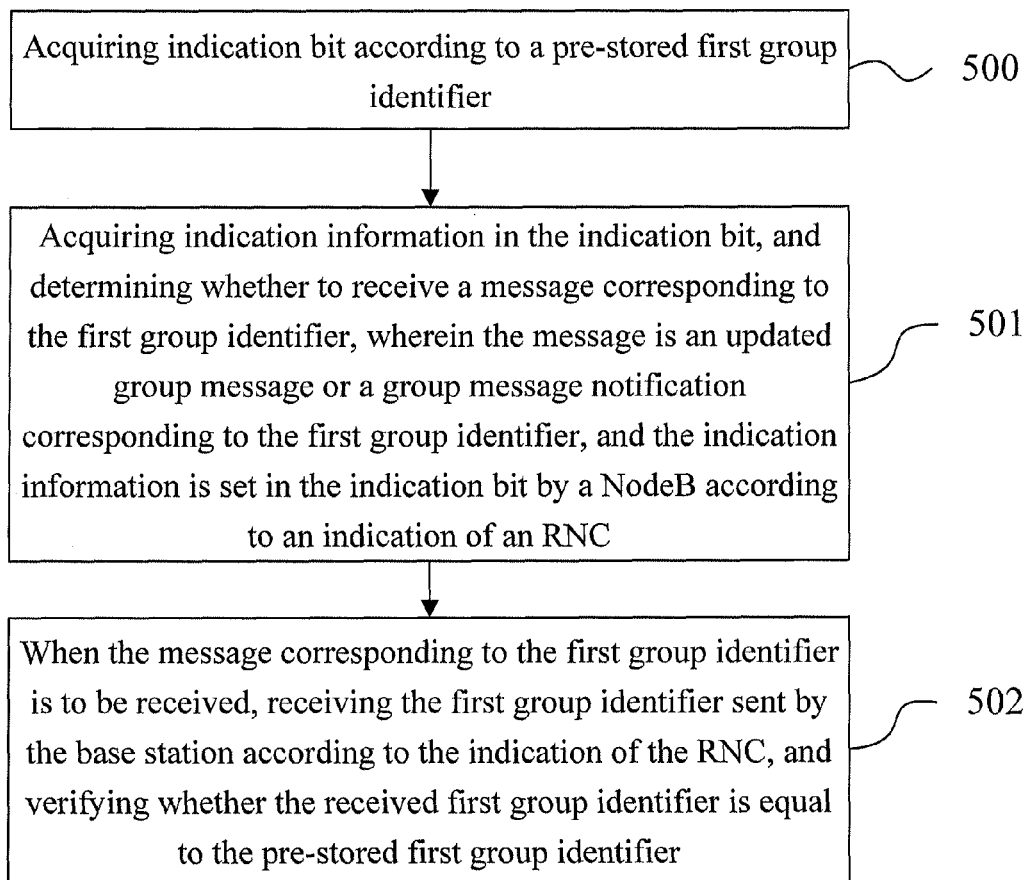 Acquiring indication bit according to a pre-stored first group
identifier
500
Acquiring indication information in the indication bit, and
determining whether to receive a message corresponding to
the first group identifier, wherein the message is an updated
group message or a group message notification
corresponding to the first group identifier, and the indication
information is set in the indication bit by a NodeB according
to an indication of an RNC
501
When the message corresponding to the first group identifier
is to be received, receiving the first group identifier sent by
the base station according to the indication of the RNC, and
verifying whether the received first group identifier is equal
to the pre-stored first group identifier
502